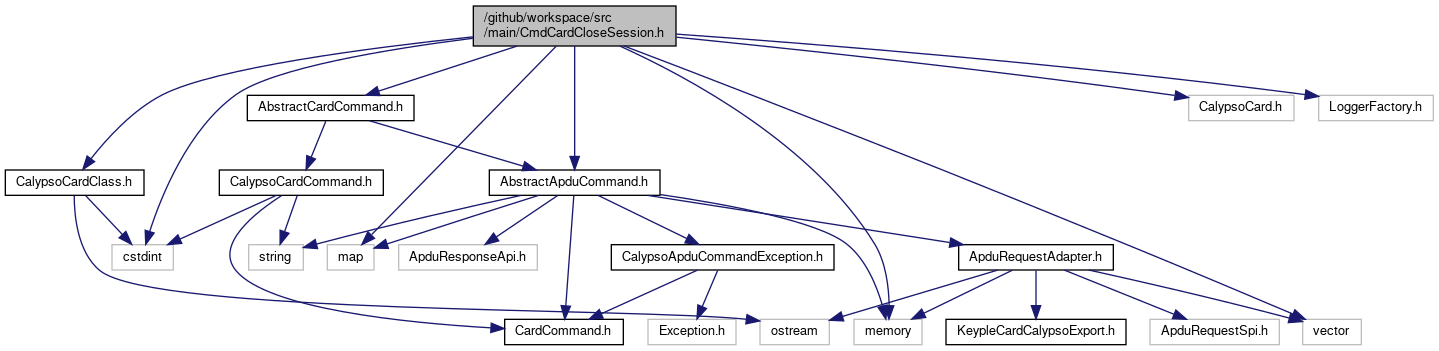 /github/workspace/src
/main/CmdCardCloseSession.h
AbstractCardCommand.h
CalypsoCard.h
LoggerFactory.h
CalypsoCardClass.h
CalypsoCardCommand.h
AbstractApduCommand.h
cstdint
string
map
ApduResponseApi.h
CalypsoApduCommandException.h
ApduRequestAdapter.h
CardCommand.h
Exception.h
ostream
memory
KeypleCardCalypsoExport.h
ApduRequestSpi.h
vector